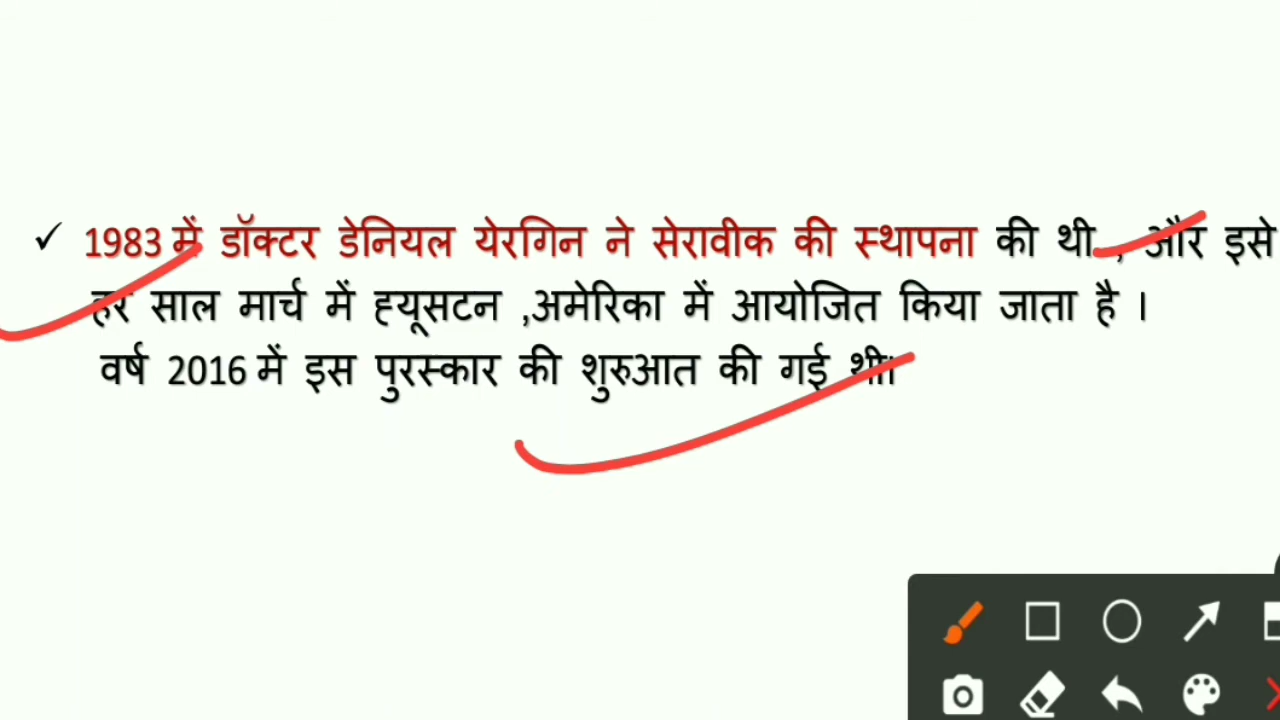 ✓ 1983 में डॉक्टर डेनियल येरगिन ने सेरावीक की स्थापना की थी , और इसे
हर साल मार्च में ह्यूसटन ,अमेरिका में आयोजित किया जाता है ।
वर्ष 2016 में इस पुरस्कार की शुरुआत की गई थी।